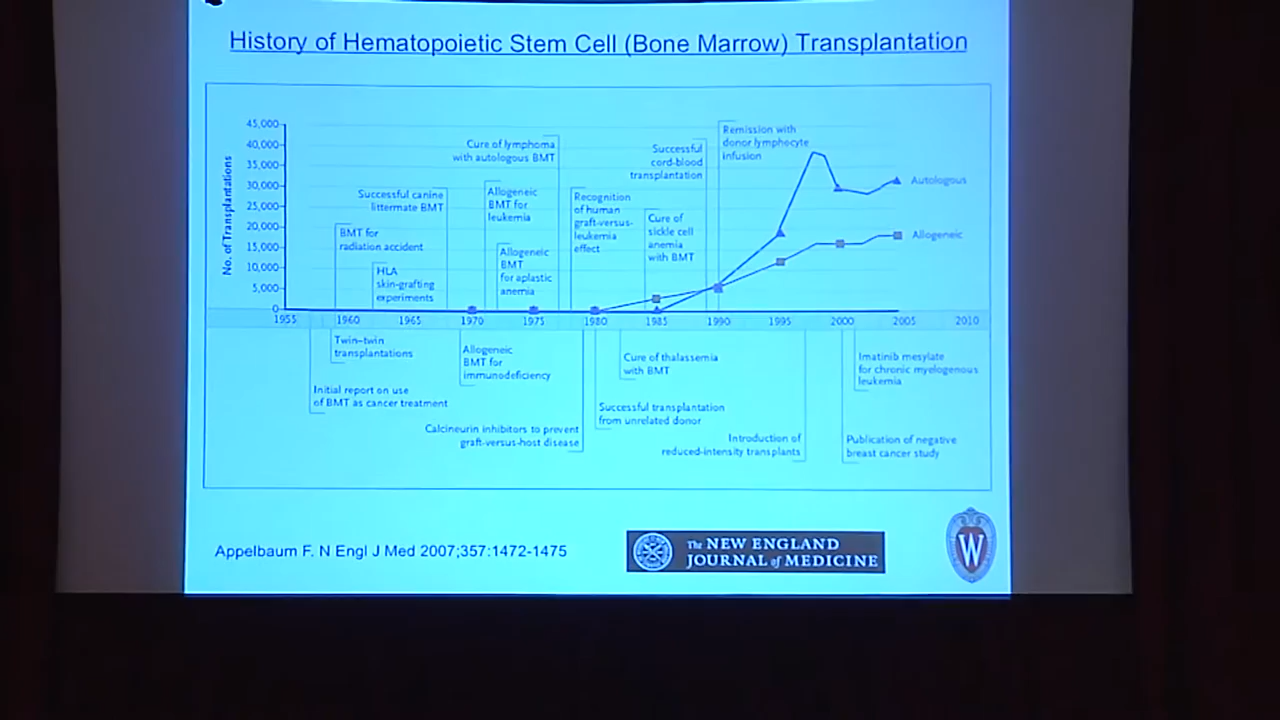 History of Hematopoietic Stem Cell (Bone Marrow) Transplantation
No. of Transplantations
45,000
40,000
35,000
30,000
25,000
20,000
15,000
10,000
5,000
0
1955 1960 1965 1970 1975 1980 1985 1990 1995 2000 2005 2010
BMT for
radiation accident
HLA
skin-grafting
experiments
Successful canine
littermate BMT
Cure of lymphoma
with autologous BMT
Allogeneic
BMT for
leukemia
Allogeneic
BMT
for aplastic
anemia
Recognition
of human
graft-versus-
leukemia
effect
Successful
cord-blood
transplantation
Cure of
sickle cell
anemia
with BMT
Remission with
donor lymphocyte
infusion
Autologous
Allogeneic
Twin–twin
transplantations
Initial report on use
of BMT as cancer treatment
Allogeneic
BMT for
immunodeficiency
Calcineurin inhibitors to prevent
graft-versus-host disease
Cure of thalassemia
with BMT
Successful transplantation
from unrelated donor
Introduction of
reduced-intensity transplants
Imatinib mesylate
for chronic myelogenous
leukemia
Publication of negative
breast cancer study
Appelbaum F. N Engl J Med 2007;357:1472-1475
The NEW ENGLAND
JOURNAL of MEDICINE
W